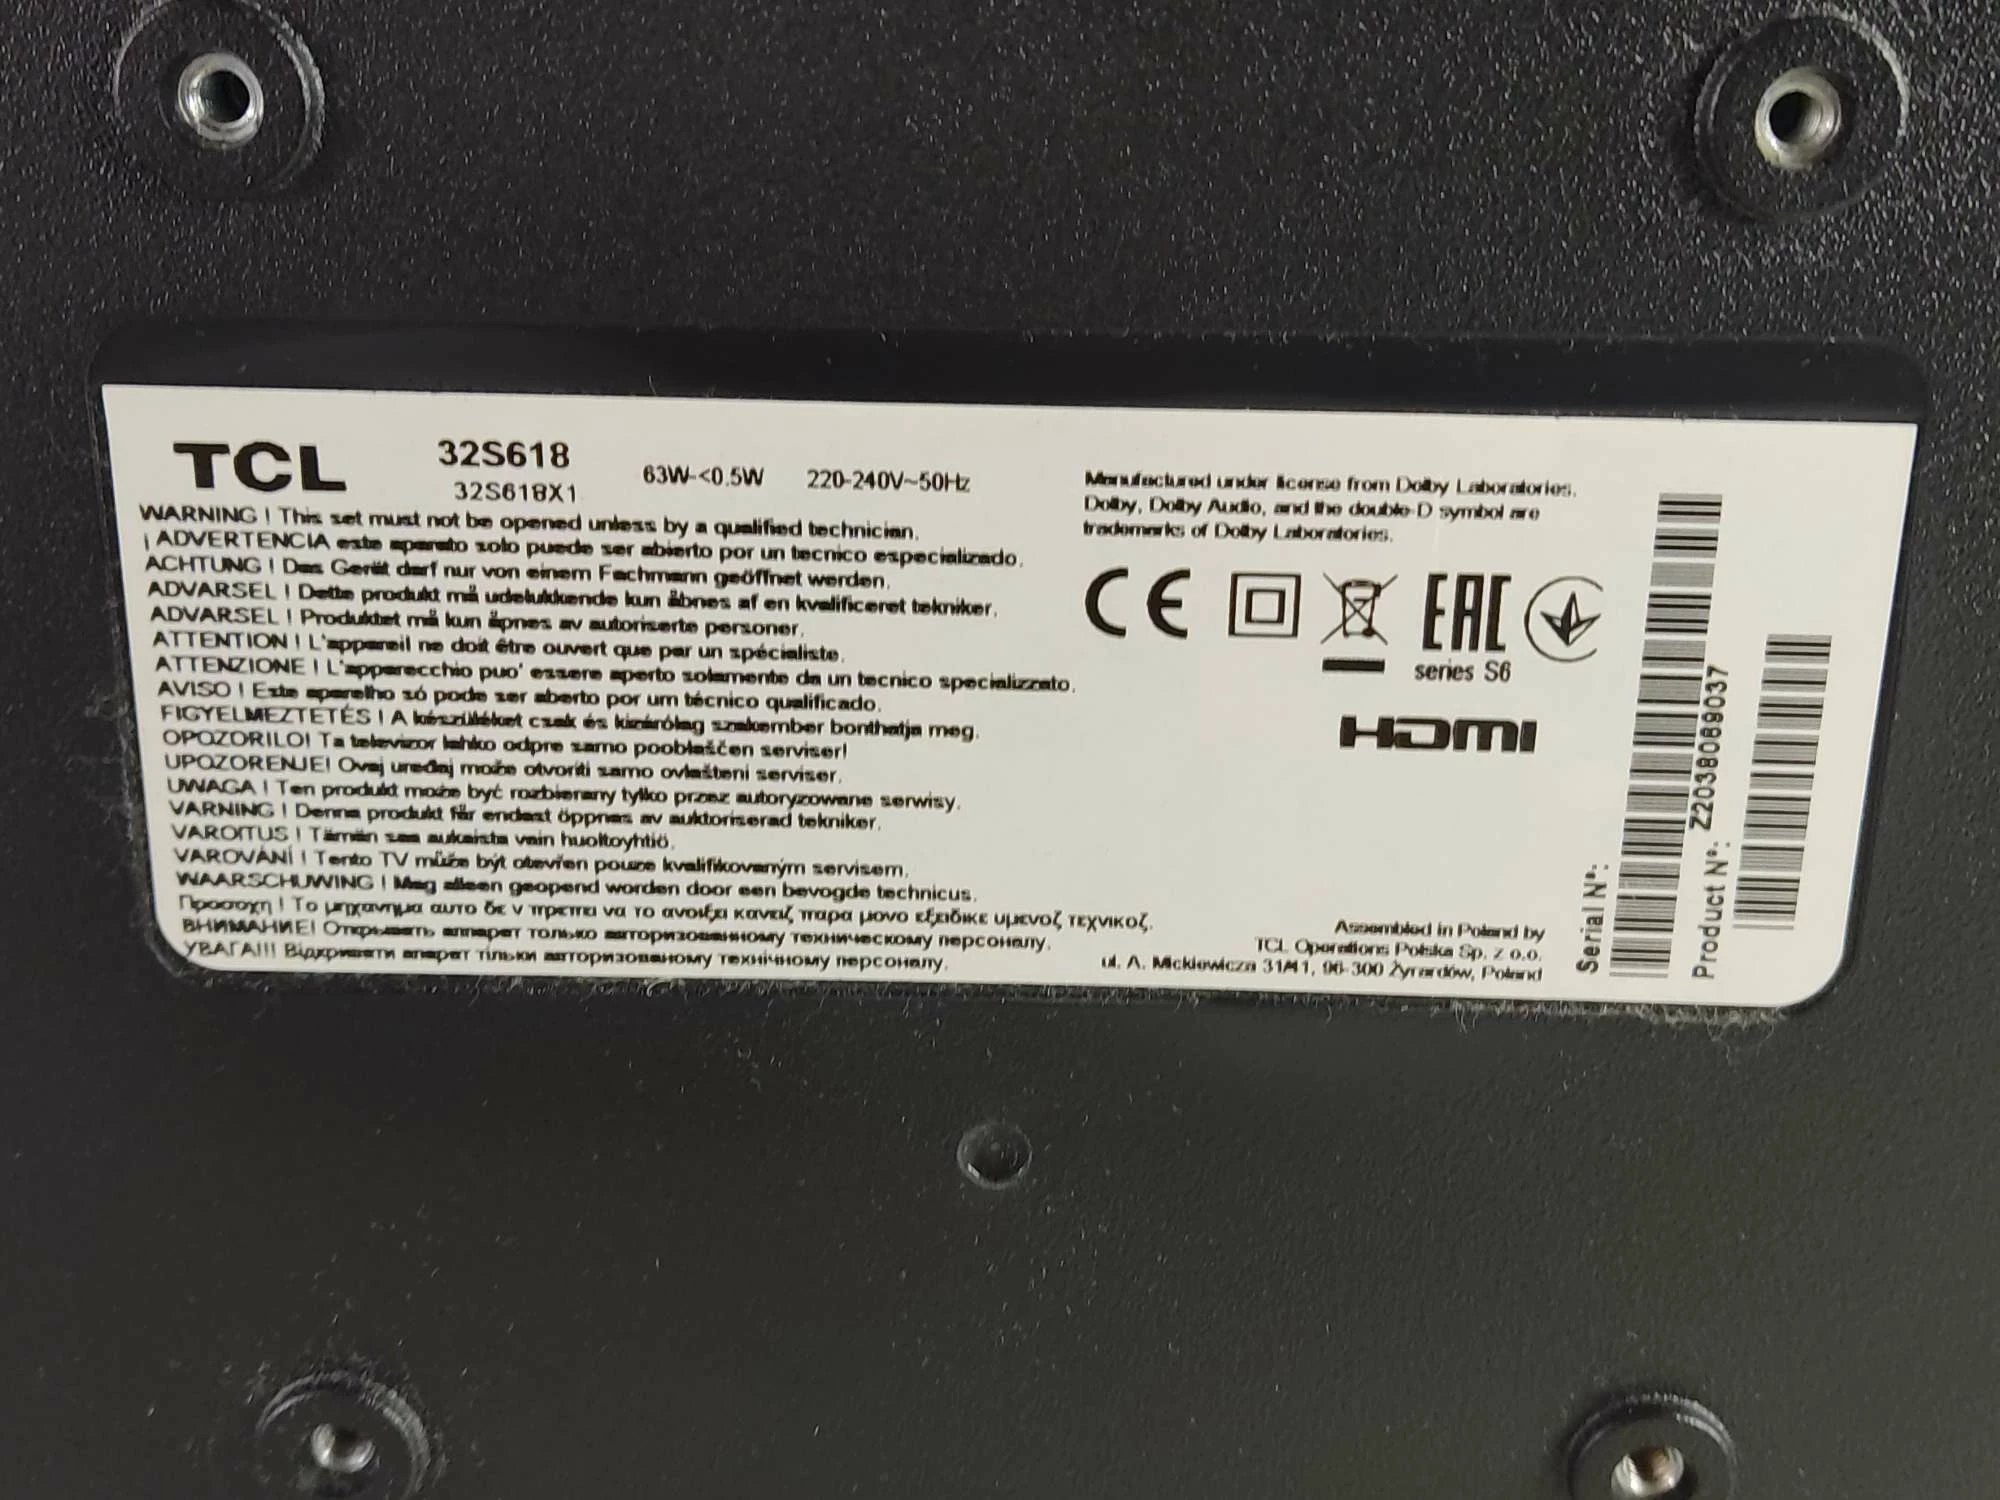 TCL
32S618
32S618X1
63W-<0.5W
220-240V~50Hz
WARNING ! This set must not be opened unless by a qualified technician.
¡ ADVERTENCIA este aparato solo puede ser abierto por un tecnico especializado.
ACHTUNG ! Das Gerät darf nur von einem Fachmann geöffnet werden.
ADVARSEL ! Dette produkt må udelukkende kun åbnes af en kvalificeret tekniker.
ADVARSEL ! Produktet må kun åpnes av autoriserte personer.
ATTENTION ! L'appareil ne doit être ouvert que par un spécialiste.
ATTENZIONE ! L'apparecchio puo' essere aperto solamente da un tecnico specializzato.
AVISO ! Este aparelho só pode ser aberto por um técnico qualificado.
FIGYELMEZTETÉS ! A készüléket csak és kizárólag szakember bonthatja meg.
OPOZORILO! Ta televizor lahko odpre samo pooblaščen serviser!
UPOZORENJE! Ovaj uređaj može otvoriti samo ovlašteni serviser.
UWAGA ! Ten produkt może być rozbierany tylko przez autoryzowane serwisy.
VARNING ! Denna produkt får endast öppnas av auktoriserad tekniker.
VAROITUS ! Tämän saa aukaista vain huoltoyhtiö.
VAROVÁNÍ ! Tento TV může být otevřen pouze kvalifikovaným servisem.
WAARSCHUWING ! Mag alleen geopend worden door een bevogde technicus.
Προσοχη ! Το μηχανημα αυτο δε ν πρεπει να το ανοιξει κανειζ παρα μονο εξειδικε υμενοζ τεχνικοζ.
ВНИМАНИЕ! Открывать аппарат только авторизованному техническому персоналу.
УВАГА!!! Відкривати апарат тільки авторизованому технічному персоналу.
Manufactured under license from Dolby Laboratories.
Dolby, Dolby Audio, and the double-D symbol are
trademarks of Dolby Laboratories.
CE
EAC
series S6
HDMI
Assembled in Poland by
TCL Operations Polska Sp. z o.o.
ul. A. Mickiewicza 31/41, 96-300 Żyrardów, Poland
Serial N°:
Z2038089037
Product N°: